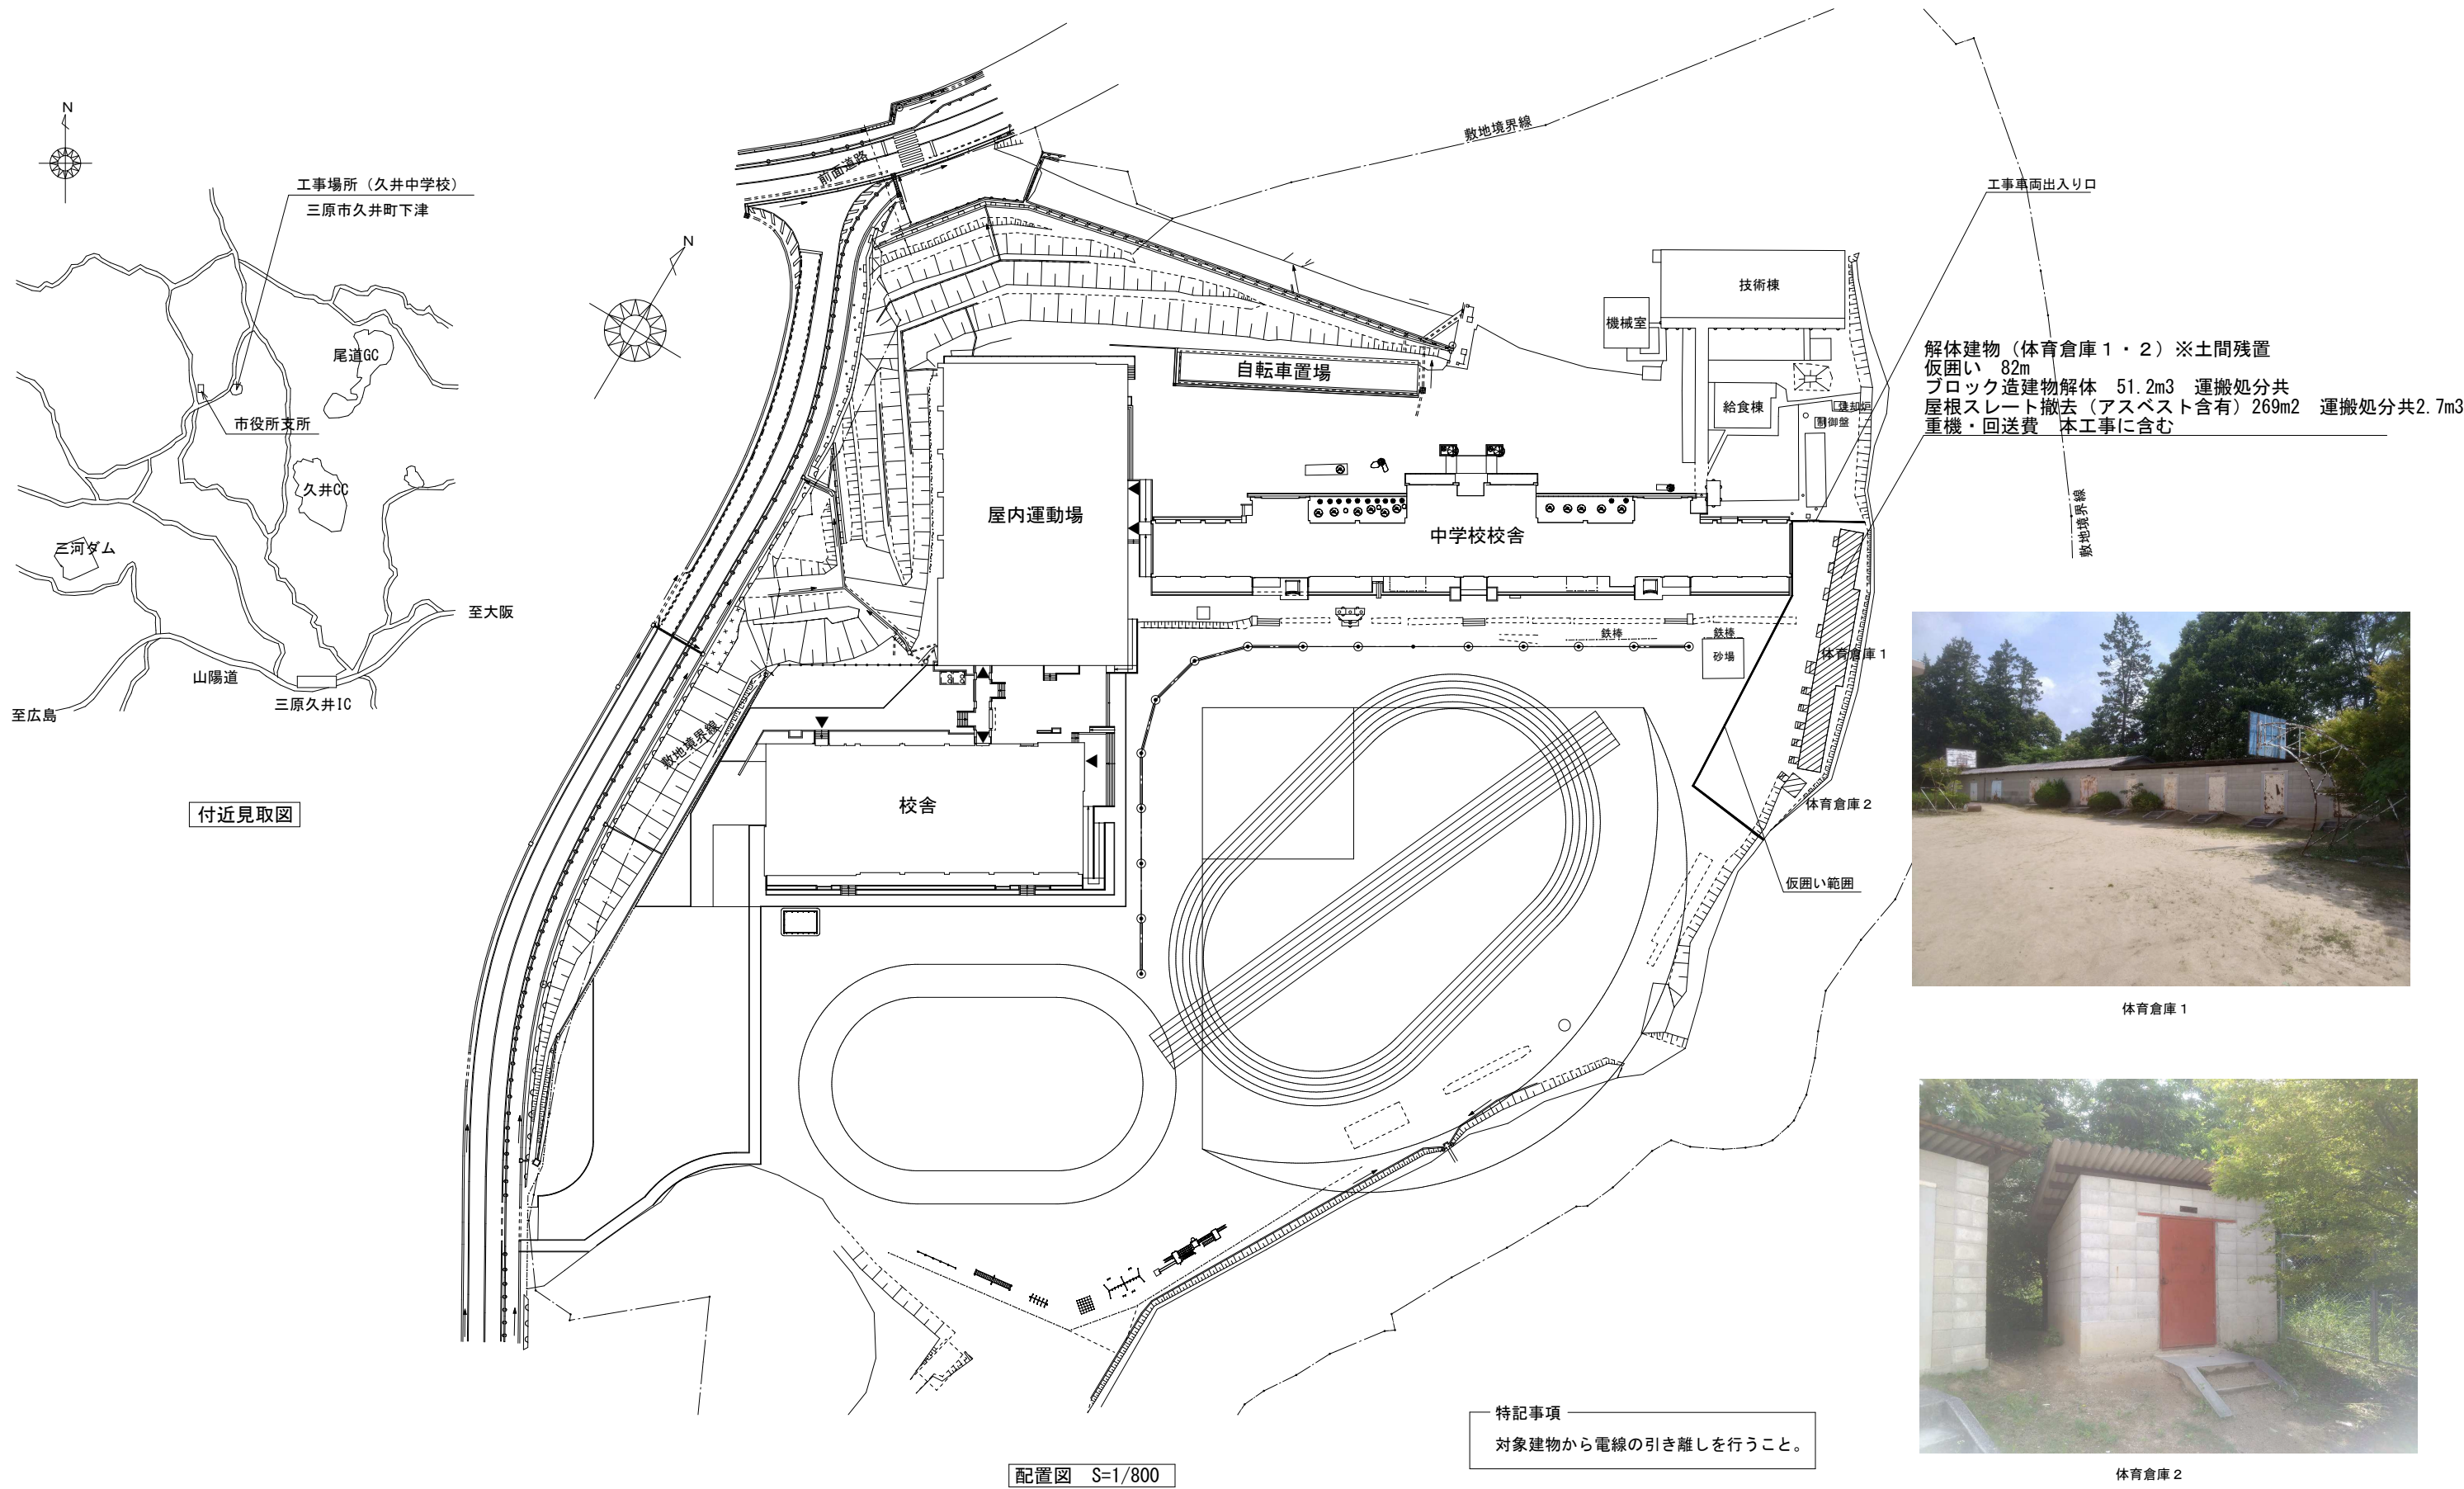 N
工事場所（久井中学校）
三原市久井町下津
尾道GC
市役所支所
久井CC
三河ダム
至大阪
山陽道
三原久井IC
至広島
付近見取図
N
前面道路
敷地境界線
工事車両出入り口
技術棟
機械室
自転車置場
給食棟
焼却炉
制御盤
解体建物（体育倉庫１・２）※土間残置
仮囲い　82m
ブロック造建物解体　51.2m3　運搬処分共
屋根スレート撤去（アスベスト含有）269m2　運搬処分共2.7m3
重機・回送費　本工事に含む
敷地境界線
屋内運動場
中学校校舎
鉄棒
鉄棒
砂場
体育倉庫１
敷地境界線
校舎
体育倉庫２
仮囲い範囲
体育倉庫１
体育倉庫２
特記事項
対象建物から電線の引き離しを行うこと。
配置図　S=1/800